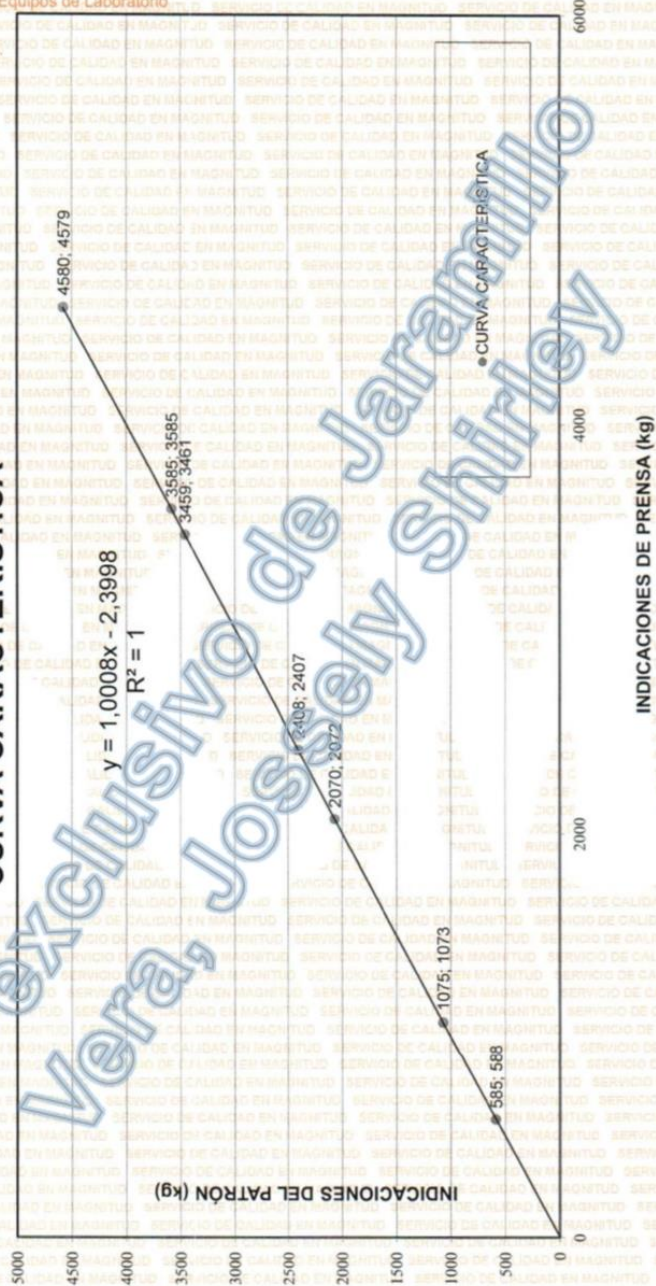 Equipos de Laboratorio
y = 1,0008x - 2,3998
R² = 1
INDICACIONES DEL PATRÓN (kg)
5000
4500
4000
3500
3000
2500
2000
1500
1000
500
0
585; 588
1075; 1073
2070; 2072
2408; 2407
3459; 3461
3585; 3585
4580; 4579
CURVA CARACTERÍSTICA
0
2000
4000
6000
INDICACIONES DE PRENSA (kg)
exclusivo de Jaramillo
Vera, Jossely Shirley
SERVICIO DE CALIDAD EN MAGNITUD